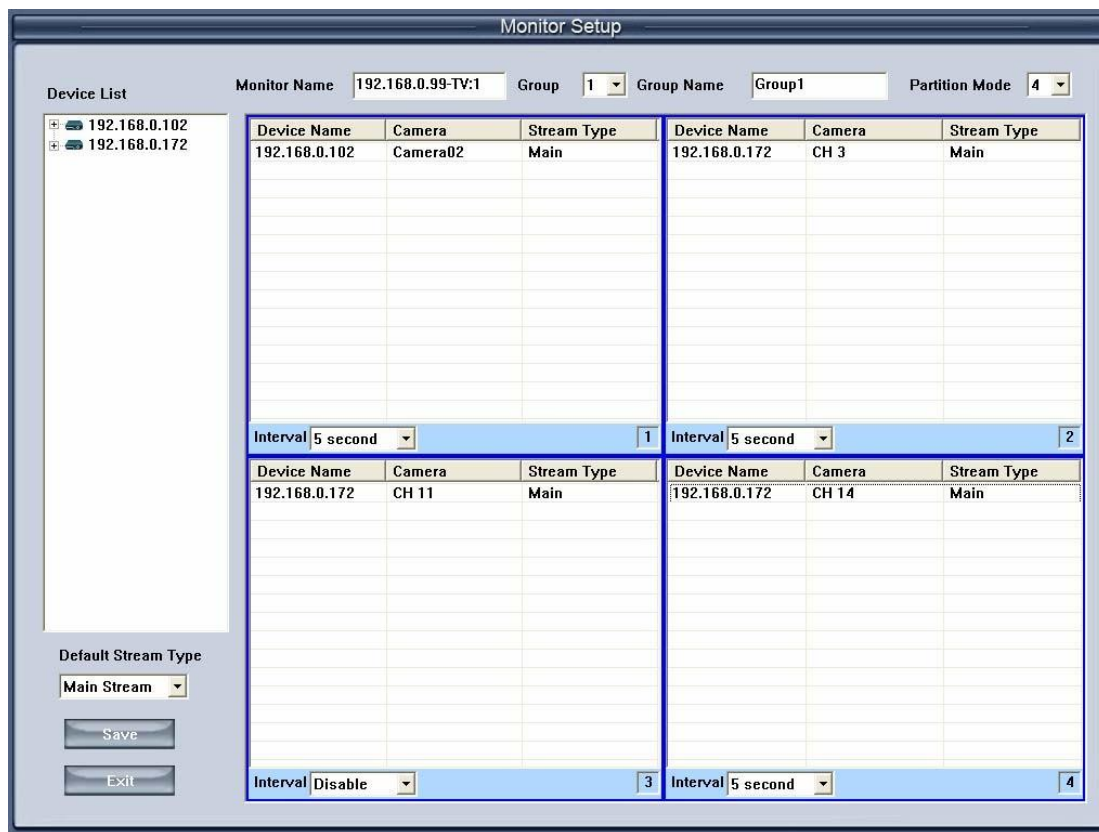 Monitor Setup
Monitor Name 192.168.0.99-TV:1 Group 1 Group Name Group1 Partition Mode 4
Device List
192.168.0.102
192.168.0.172
Device Name Camera Stream Type
192.168.0.102 Camera02 Main
Interval 5 second 1
Device Name Camera Stream Type
192.168.0.172 CH 3 Main
Interval 5 second 2
Device Name Camera Stream Type
192.168.0.172 CH 11 Main
Interval Disable 3
Device Name Camera Stream Type
192.168.0.172 CH 14 Main
Interval 5 second 4
Default Stream Type
Main Stream
Save
Exit